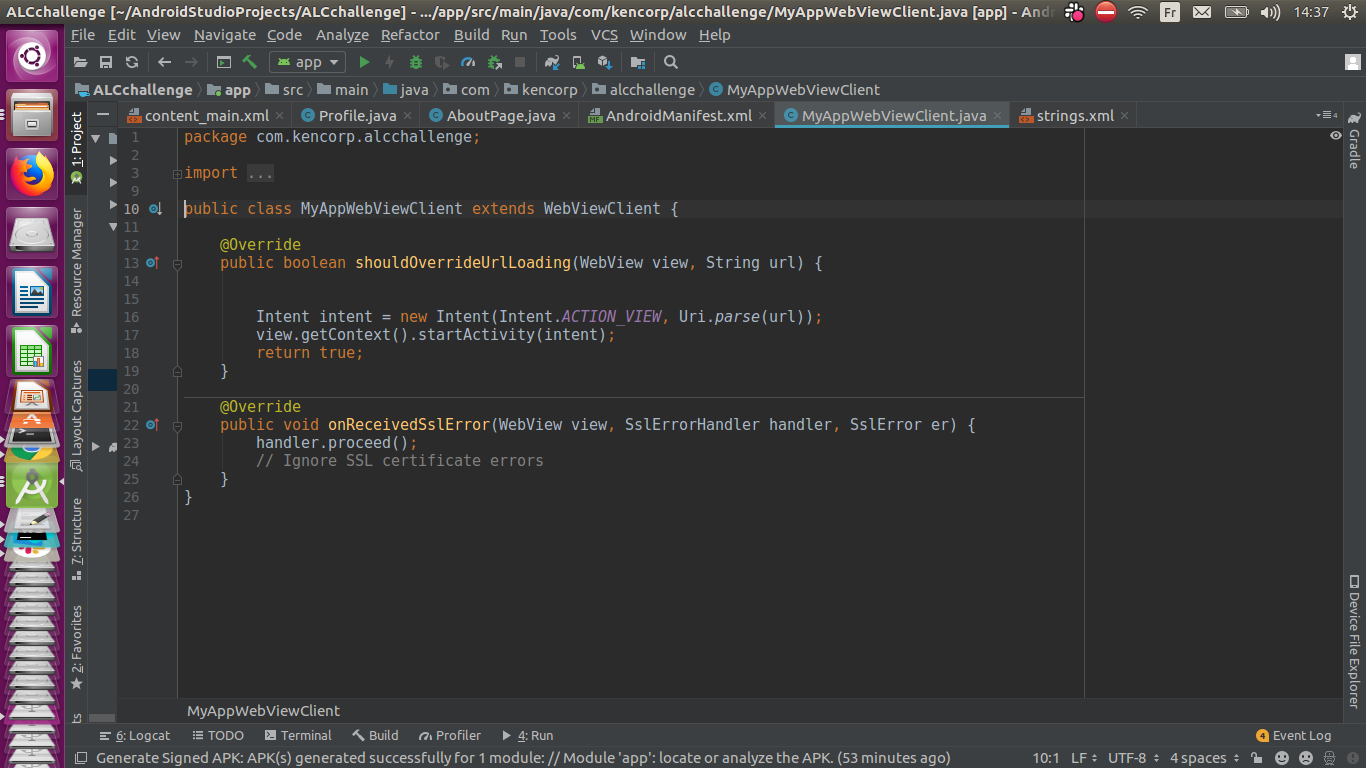 ALCchallenge [~/AndroidStudioProjects/ALCchallenge] - .../app/src/main/java/com/kencorp/alcchallenge/MyAppWebViewClient.java [app] - Andr
Fr
14:37
File Edit View Navigate Code Analyze Refactor Build Run Tools VCS Window Help
app
ALCchallenge app src main java com kencorp alcchallenge MyAppWebViewClient
content_main.xml Profile.java AboutPage.java AndroidManifest.xml MyAppWebViewClient.java strings.xml
4
1: Project
Resource Manager
Layout Captures
7: Structure
2: Favorites
ts
1 package com.kencorp.alcchallenge;
2
3 import ...
9
10 public class MyAppWebViewClient extends WebViewClient {
11
12 @Override
13 public boolean shouldOverrideUrlLoading(WebView view, String url) {
14
15
16 Intent intent = new Intent(Intent.ACTION_VIEW, Uri.parse(url));
17 view.getContext().startActivity(intent);
18 return true;
19 }
20
21 @Override
22 public void onReceivedSslError(WebView view, SslErrorHandler handler, SslError er) {
23 handler.proceed();
24 // Ignore SSL certificate errors
25 }
26 }
27
Gradle
Device File Explorer
MyAppWebViewClient
6: Logcat TODO Terminal Build Profiler 4: Run 4 Event Log
Generate Signed APK: APK(s) generated successfully for 1 module: // Module 'app': locate or analyze the APK. (53 minutes ago) 10:1 LF UTF-8 4 spaces